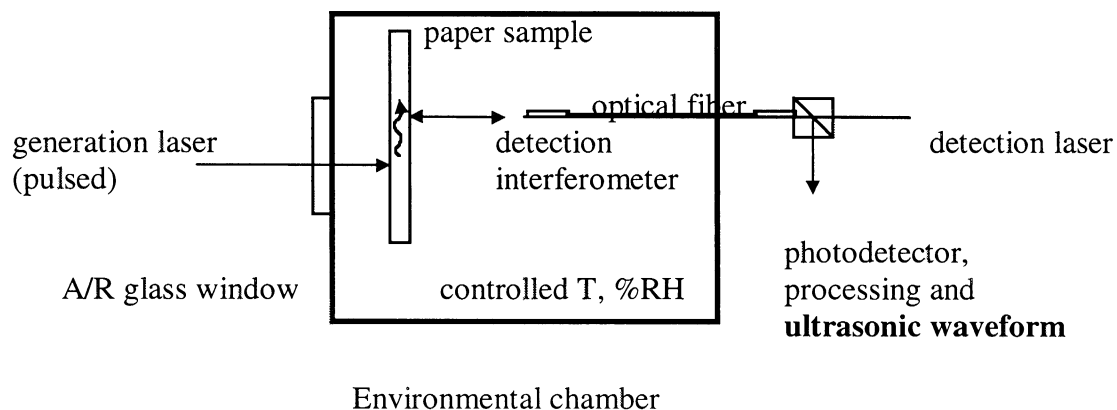 paper sample
optical fiber
generation laser
(pulsed)
detection
interferometer
detection laser
A/R glass window
controlled T, %RH
photodetector,
processing and
ultrasonic waveform
Environmental chamber